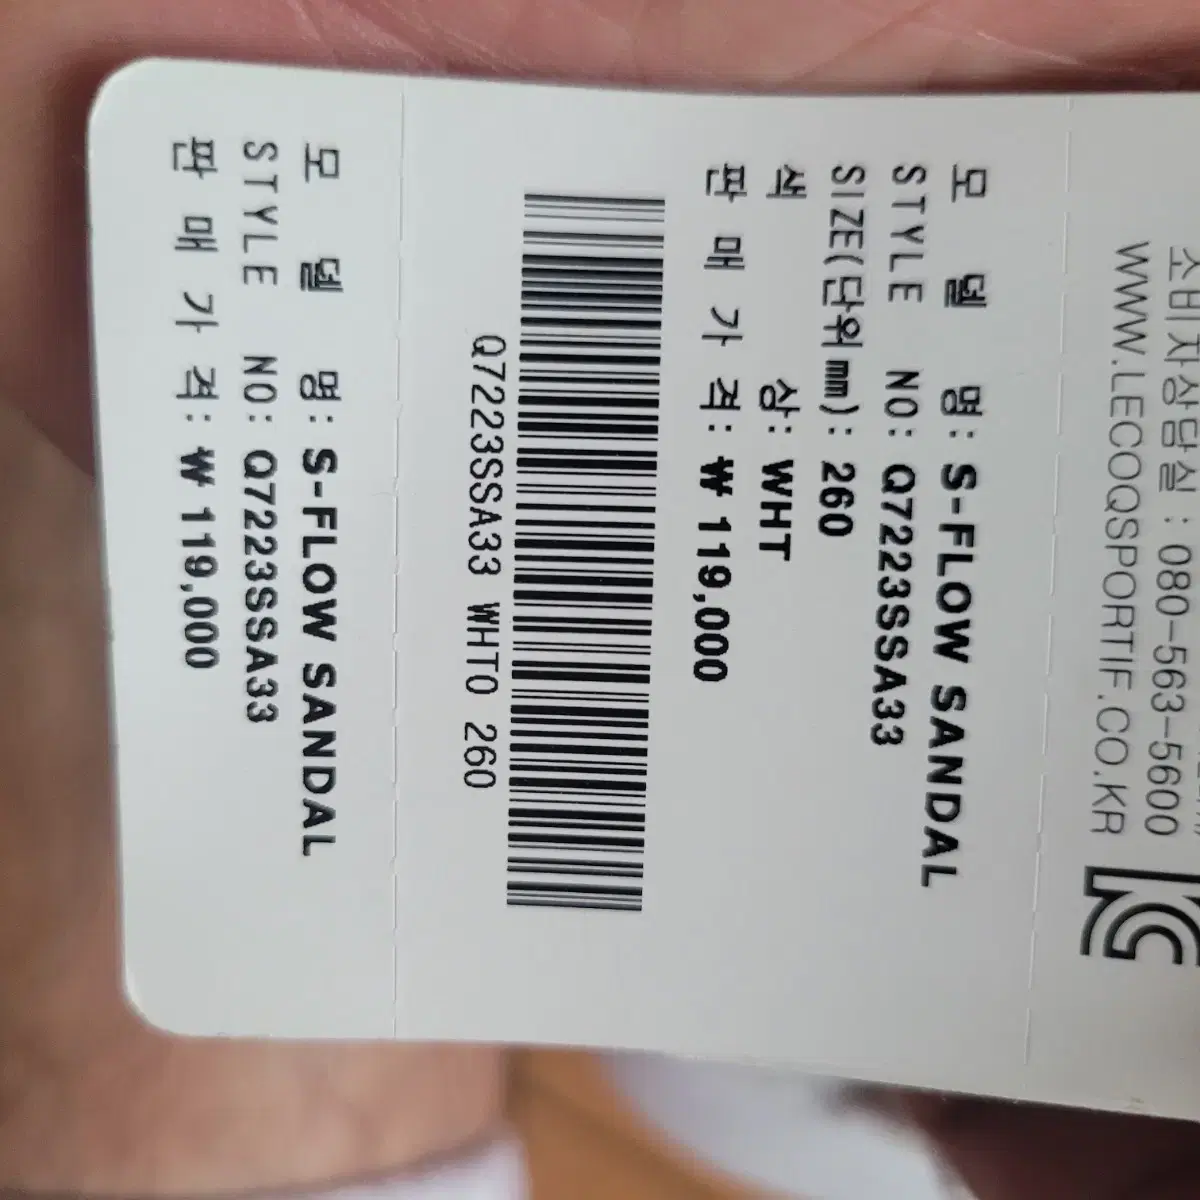 소비자상담실 : 080-563-5600
WWW.LECOQSPORTIF.CO.KR
모 델 명: S-FLOW SANDAL
STYLE NO: Q7223SSA33
SIZE(단위㎜): 260
색 상: WHT
판 매 가 격: ₩ 119,000
Q7223SSA33 WHTO 260
모 델 명: S-FLOW SANDAL
STYLE NO: Q7223SSA33
판 매 가 격: ₩ 119,000